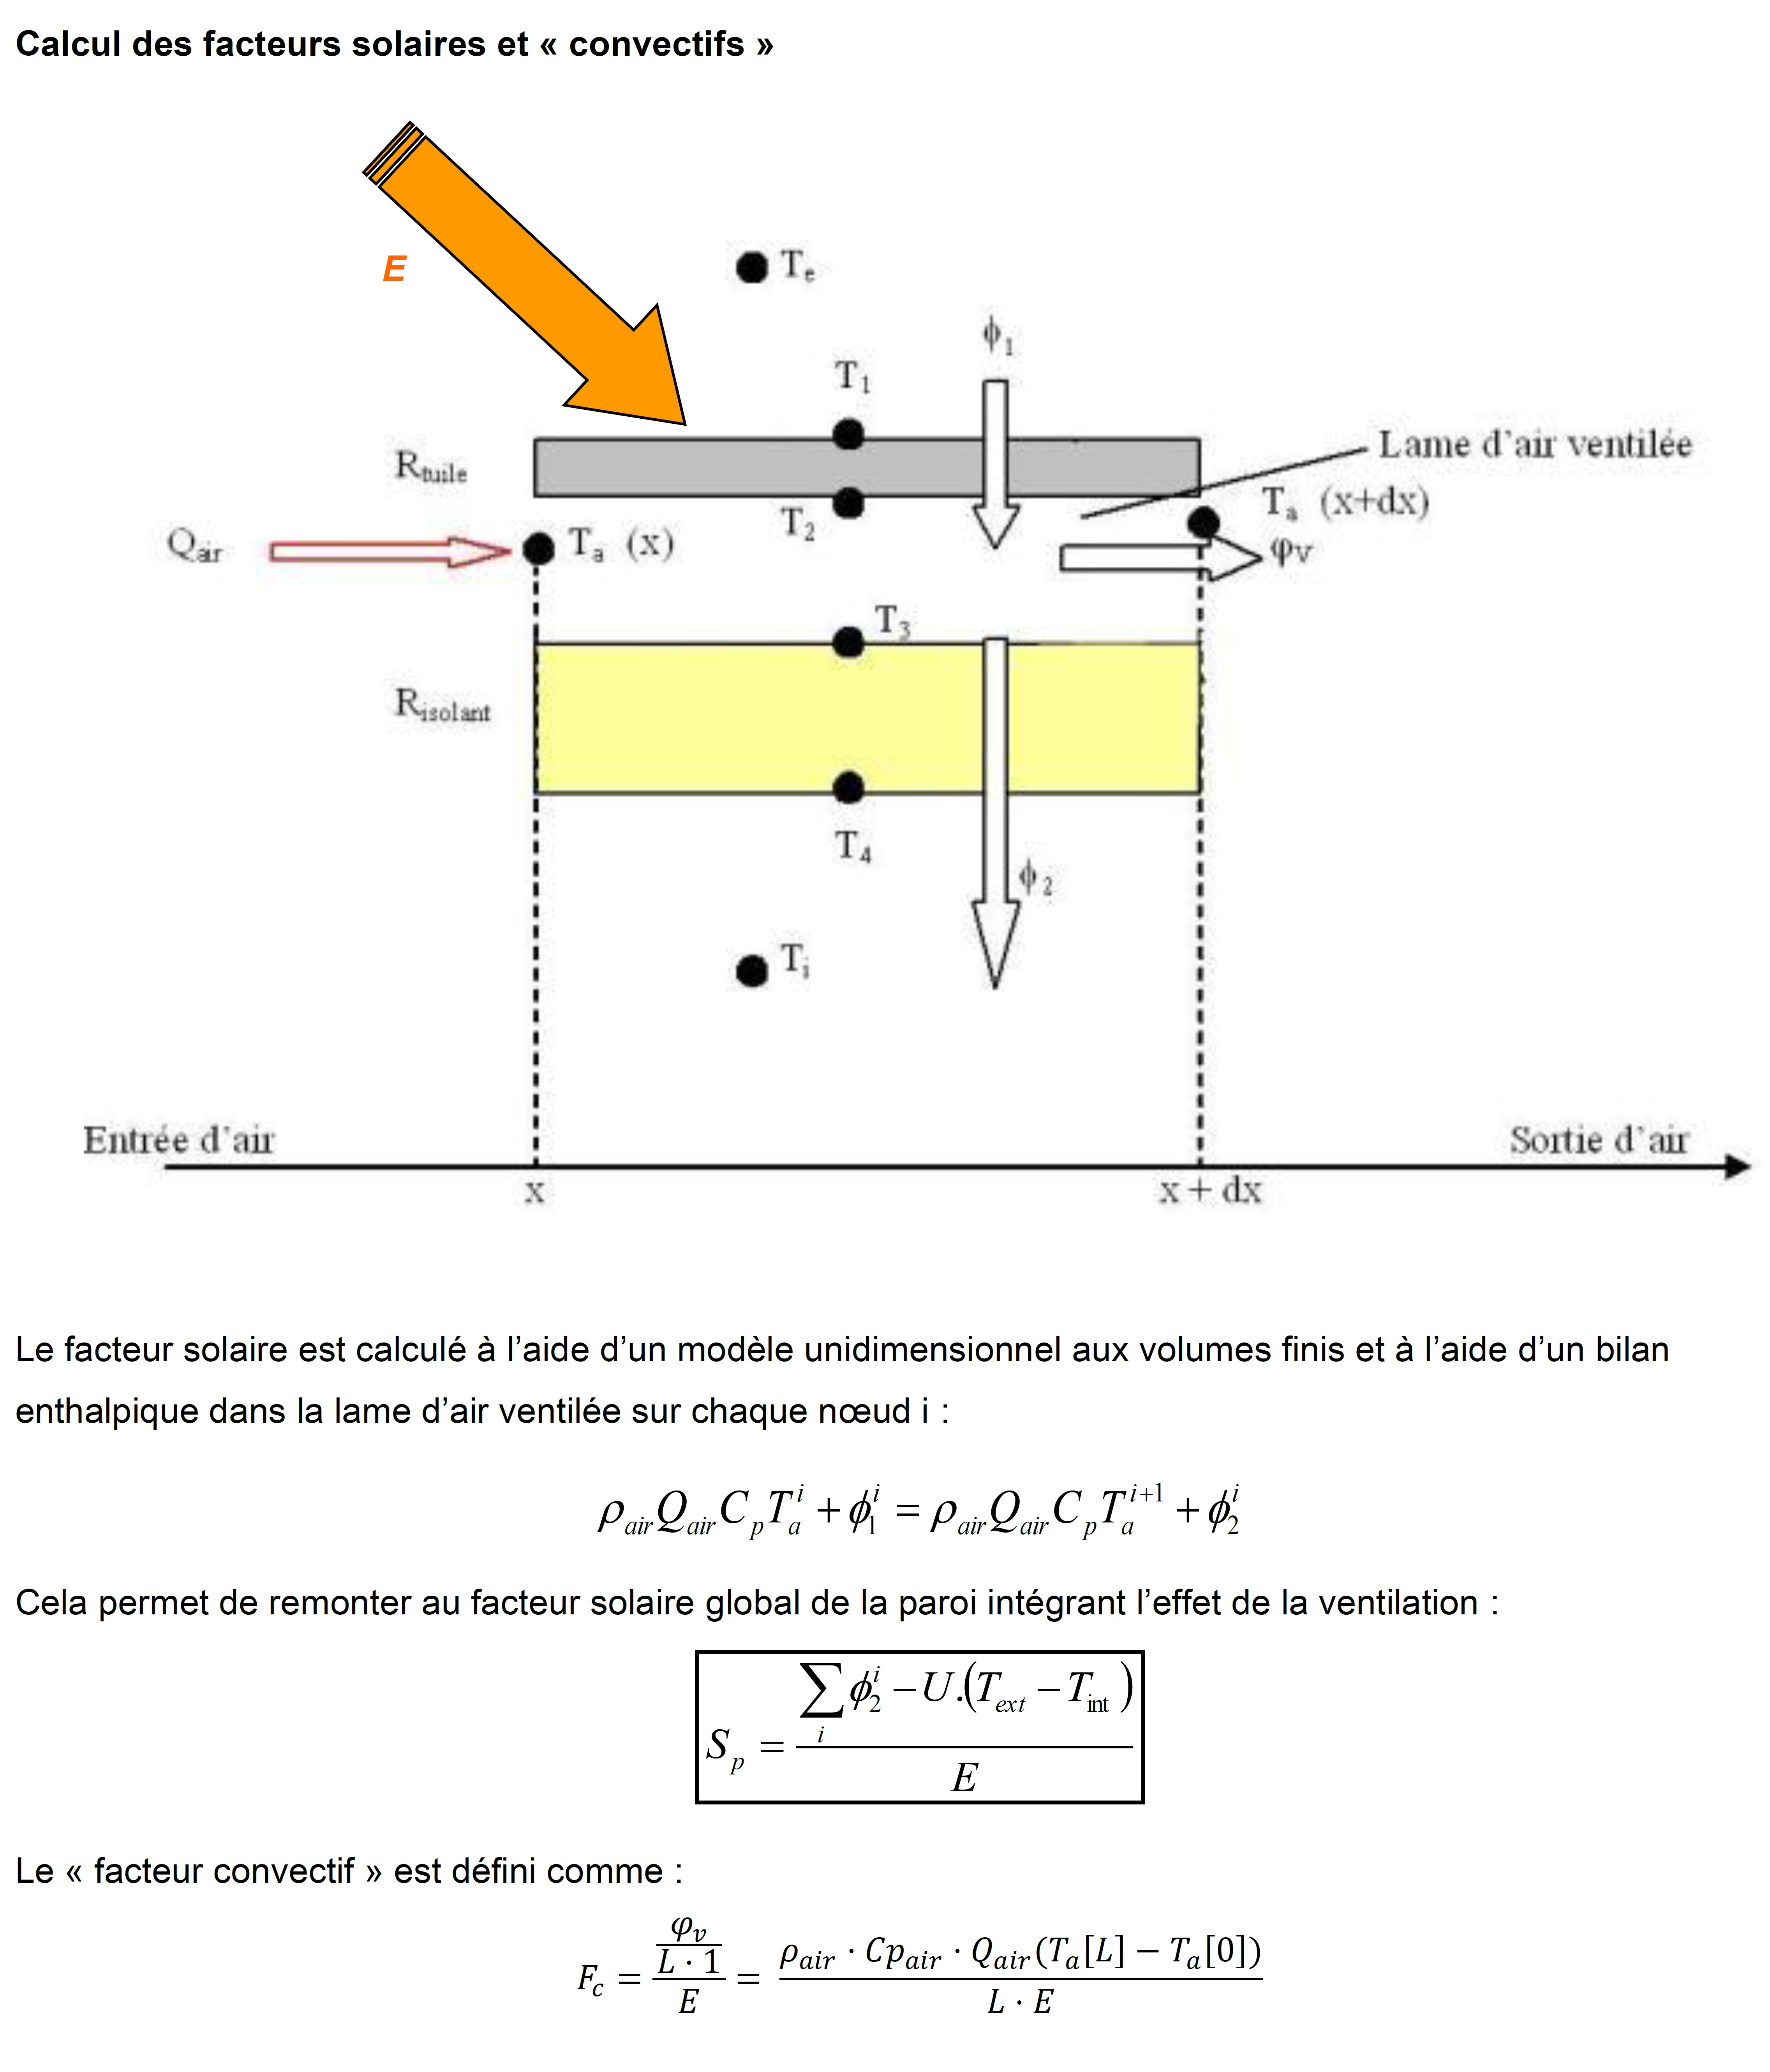 Calcul des facteurs solaires et « convectifs »
E
Te
ϕ1
T1
Lame d'air ventilée
Rtuile
T2
Ta (x+dx)
Qair
Ta (x)
φv
T3
Risolant
T4
ϕ2
Ti
Entrée d'air
Sortie d'air
x
x + dx
Le facteur solaire est calculé à l'aide d'un modèle unidimensionnel aux volumes finis et à l'aide d'un bilan
enthalpique dans la lame d'air ventilée sur chaque nœud i :
ρ_air Q_air C_p T_a^i + ϕ_1^i = ρ_air Q_air C_p T_a^{i+1} + ϕ_2^i
Cela permet de remonter au facteur solaire global de la paroi intégrant l'effet de la ventilation :
S_p = (∑_i ϕ_2^i − U.(T_ext − T_int)) / E
Le « facteur convectif » est défini comme :
F_c = (φ_v / (L · 1)) / E = (ρ_air · Cp_air · Q_air (T_a[L] − T_a[0])) / (L · E)